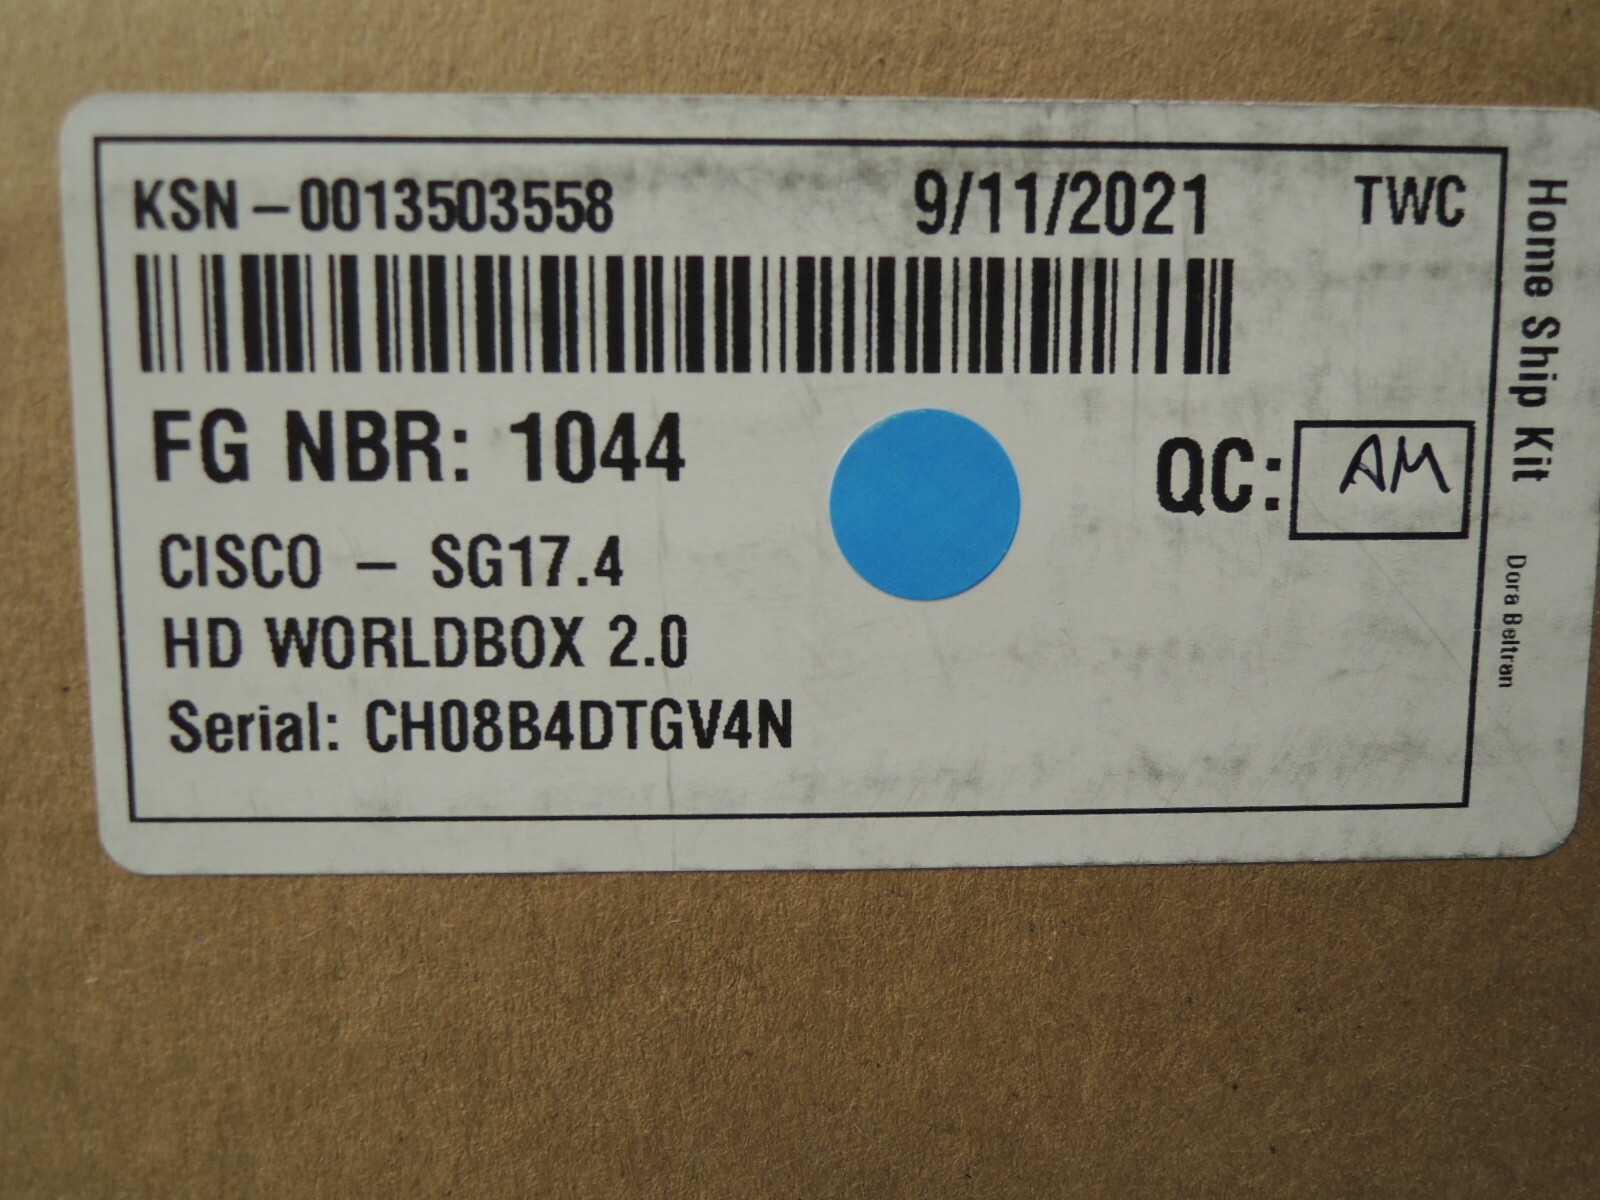 KSN – 0013503558 9/11/2021 TWC
FG NBR: 1044
QC: AM
CISCO – SG17.4
HD WORLDBOX 2.0
Serial: CH08B4DTGV4N
Home Ship Kit Dora Beltran